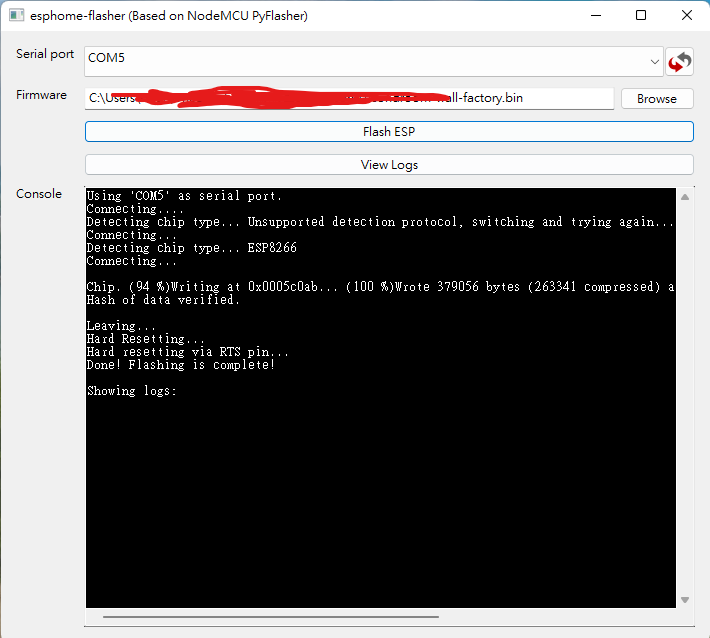 esphome-flasher (Based on NodeMCU PyFlasher)
Serial port
COM5
Firmware
C:\Users
all-factory.bin
Browse
Flash ESP
View Logs
Console
Using 'COM5' as serial port.
Connecting....
Detecting chip type... Unsupported detection protocol, switching and trying again...
Connecting...
Detecting chip type... ESP8266
Connecting...
Chip. (94 %)Writing at 0x0005c0ab... (100 %)Wrote 379056 bytes (263341 compressed) a
Hash of data verified.
Leaving...
Hard Resetting...
Hard resetting via RTS pin...
Done! Flashing is complete!
Showing logs: